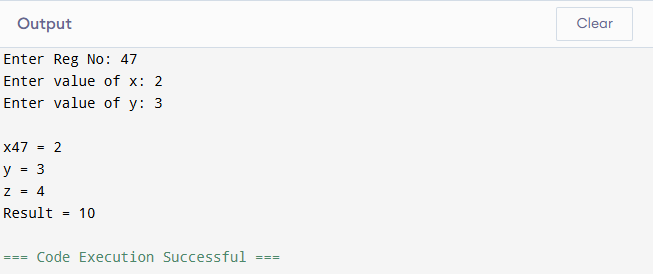 Output
Clear
Enter Reg No: 47
Enter value of x: 2
Enter value of y: 3
x47 = 2
y = 3
z = 4
Result = 10
=== Code Execution Successful ===